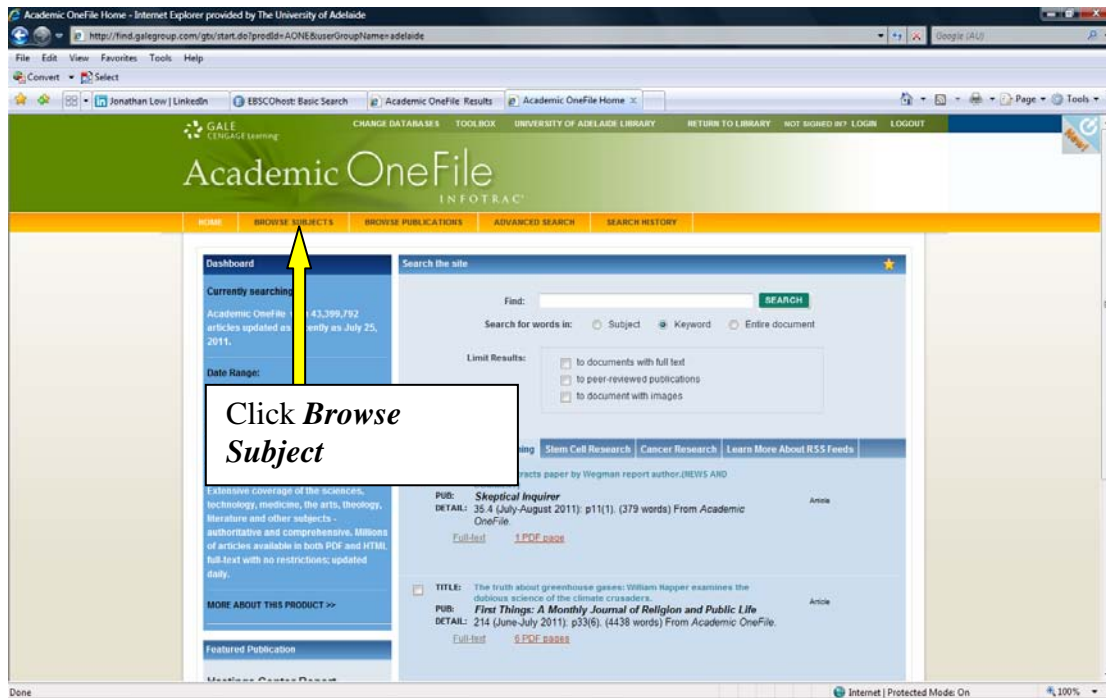 Academic OneFile Home - Internet Explorer provided by The University of Adelaide
http://find.galegroup.com/gtx/start.do?prodId=AONE&userGroupName=adelaide
Google (AU)
File Edit View Favorites Tools Help
Convert Select
Jonathan Low | LinkedIn EBSCOhost: Basic Search Academic OneFile Results Academic OneFile Home Page Tools
GALE
CENGAGE Learning
CHANGE DATABASES TOOLBOX UNIVERSITY OF ADELAIDE LIBRARY RETURN TO LIBRARY NOT SIGNED IN? LOGIN LOGOUT
New!
Academic OneFile
INFOTRAC
HOME BROWSE SUBJECTS BROWSE PUBLICATIONS ADVANCED SEARCH SEARCH HISTORY
Dashboard
Search the site
Currently searching
Academic OneFile 43,399,792
articles updated as recently as July 25,
2011.
Date Range:
Find: SEARCH
Search for words in: Subject Keyword Entire document
Limit Results: to documents with full text
to peer-reviewed publications
to document with images
Click Browse
Subject
Stem Cell Research Cancer Research Learn More About RSS Feeds
Extensive coverage of the sciences,
technology, medicine, the arts, theology,
literature and other subjects -
authoritative and comprehensive. Millions
of articles available in both PDF and HTML
full-text with no restrictions; updated
daily.
MORE ABOUT THIS PRODUCT >>
Featured Publication
paper by Wegman report author.(NEWS AND
PUB: Skeptical Inquirer
Article
DETAIL: 35.4 (July-August 2011): p11(1). (379 words) From Academic
OneFile.
Full-text 1 PDF page
TITLE: The truth about greenhouse gases: William Happer examines the
dubious science of the climate crusaders.
Article
PUB: First Things: A Monthly Journal of Religion and Public Life
DETAIL: 214 (June-July 2011): p33(6). (4438 words) From Academic OneFile.
Full-text 6 PDF pages
Done
Internet | Protected Mode: On 100%